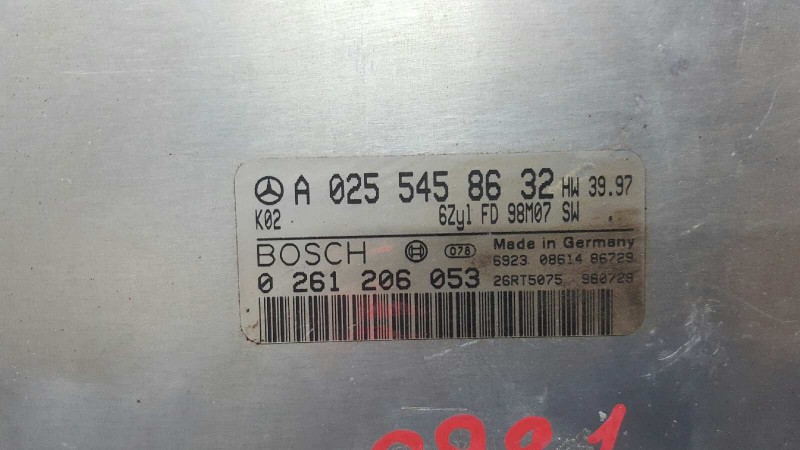 A 025 545 86 32 HW 39.97
K02 6Zyl FD 98M07 SW .
BOSCH 078 Made in Germany
6923 08614 86729
0 261 206 053 26RT5075 980729